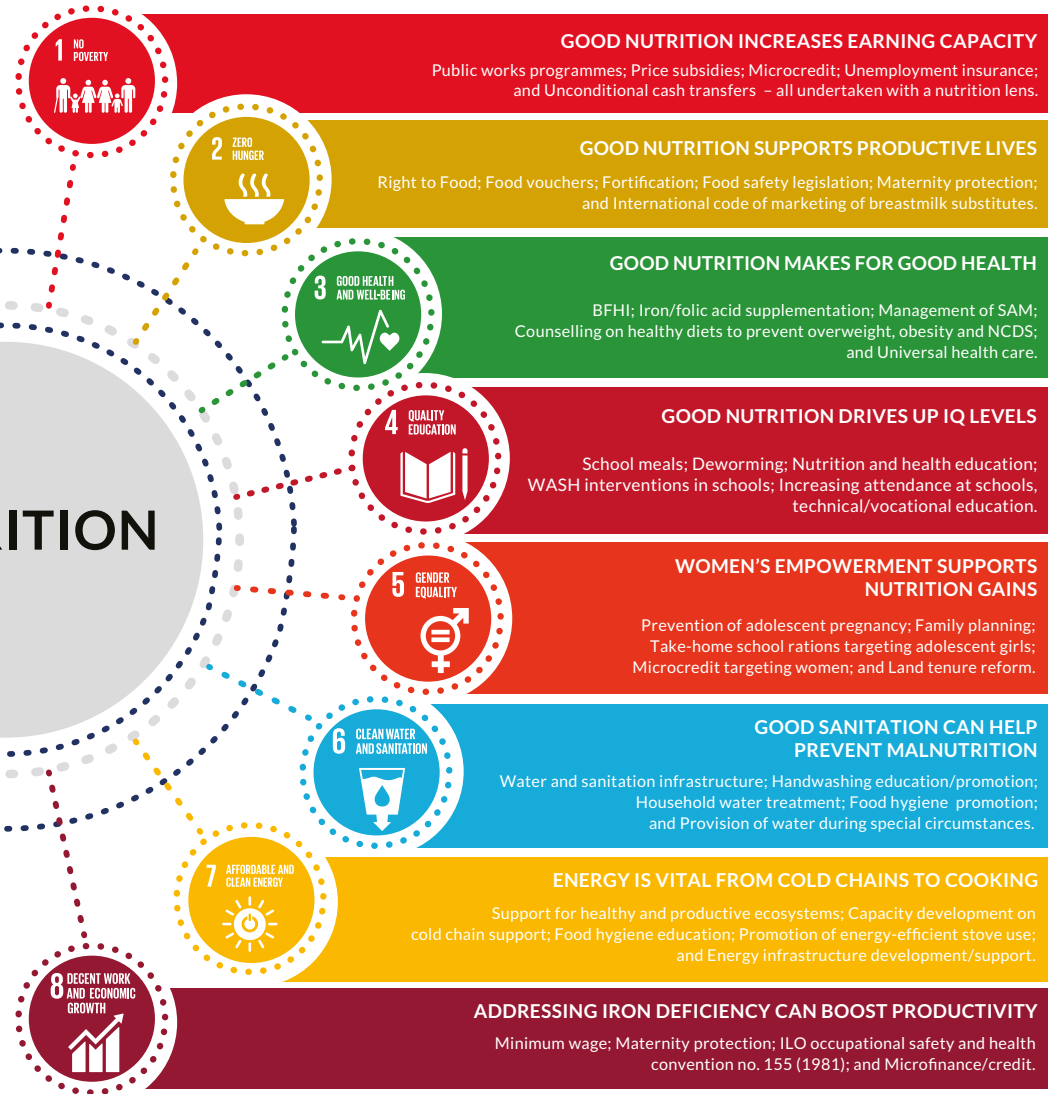 1 NO
POVERTY
GOOD NUTRITION INCREASES EARNING CAPACITY
Public works programmes; Price subsidies; Microcredit; Unemployment insurance;
and Unconditional cash transfers – all undertaken with a nutrition lens.
2 ZERO
HUNGER
GOOD NUTRITION SUPPORTS PRODUCTIVE LIVES
Right to Food; Food vouchers; Fortification; Food safety legislation; Maternity protection;
and International code of marketing of breastmilk substitutes.
3 GOOD HEALTH
AND WELL-BEING
GOOD NUTRITION MAKES FOR GOOD HEALTH
BFHI; Iron/folic acid supplementation; Management of SAM;
Counselling on healthy diets to prevent overweight, obesity and NCDS;
and Universal health care.
4 QUALITY
EDUCATION
GOOD NUTRITION DRIVES UP IQ LEVELS
School meals; Deworming; Nutrition and health education;
WASH interventions in schools; Increasing attendance at schools,
technical/vocational education.
RITION
5 GENDER
EQUALITY
WOMEN'S EMPOWERMENT SUPPORTS
NUTRITION GAINS
Prevention of adolescent pregnancy; Family planning;
Take-home school rations targeting adolescent girls;
Microcredit targeting women; and Land tenure reform.
6 CLEAN WATER
AND SANITATION
GOOD SANITATION CAN HELP
PREVENT MALNUTRITION
Water and sanitation infrastructure; Handwashing education/promotion;
Household water treatment; Food hygiene promotion;
and Provision of water during special circumstances.
7 AFFORDABLE AND
CLEAN ENERGY
ENERGY IS VITAL FROM COLD CHAINS TO COOKING
Support for healthy and productive ecosystems; Capacity development on
cold chain support; Food hygiene education; Promotion of energy-efficient stove use;
and Energy infrastructure development/support.
8 DECENT WORK
AND ECONOMIC
GROWTH
ADDRESSING IRON DEFICIENCY CAN BOOST PRODUCTIVITY
Minimum wage; Maternity protection; ILO occupational safety and health
convention no. 155 (1981); and Microfinance/credit.